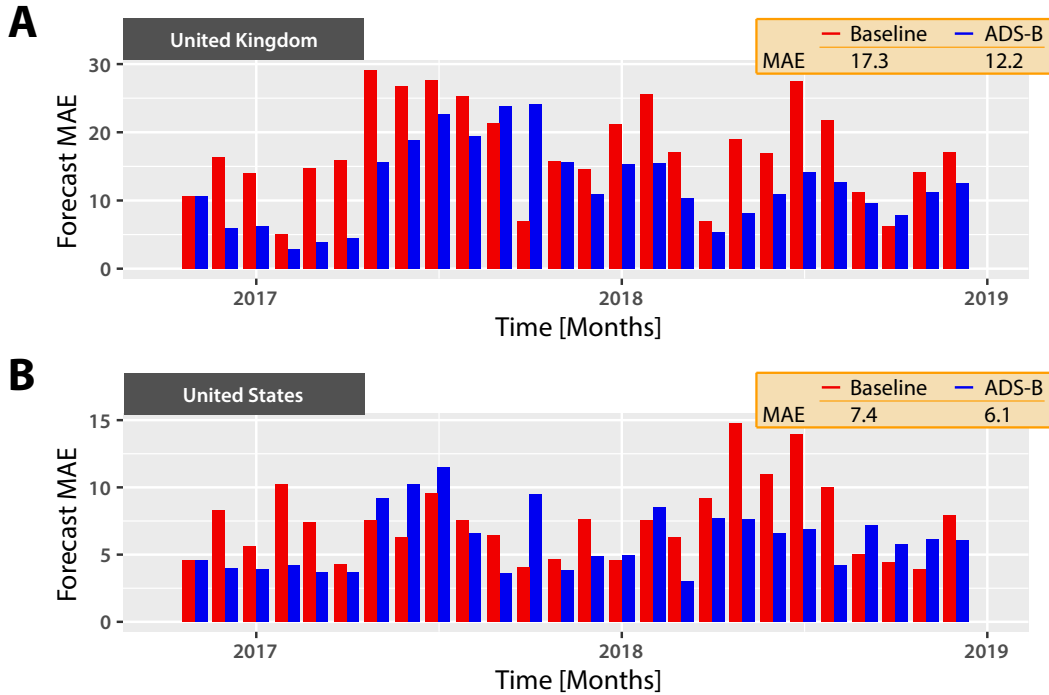 A
United Kingdom
Baseline ADS-B
MAE 17.3 12.2
30
20
10
0
Forecast MAE
2017 2018 2019
Time [Months]
B
United States
Baseline ADS-B
MAE 7.4 6.1
15
10
5
0
Forecast MAE
2017 2018 2019
Time [Months]